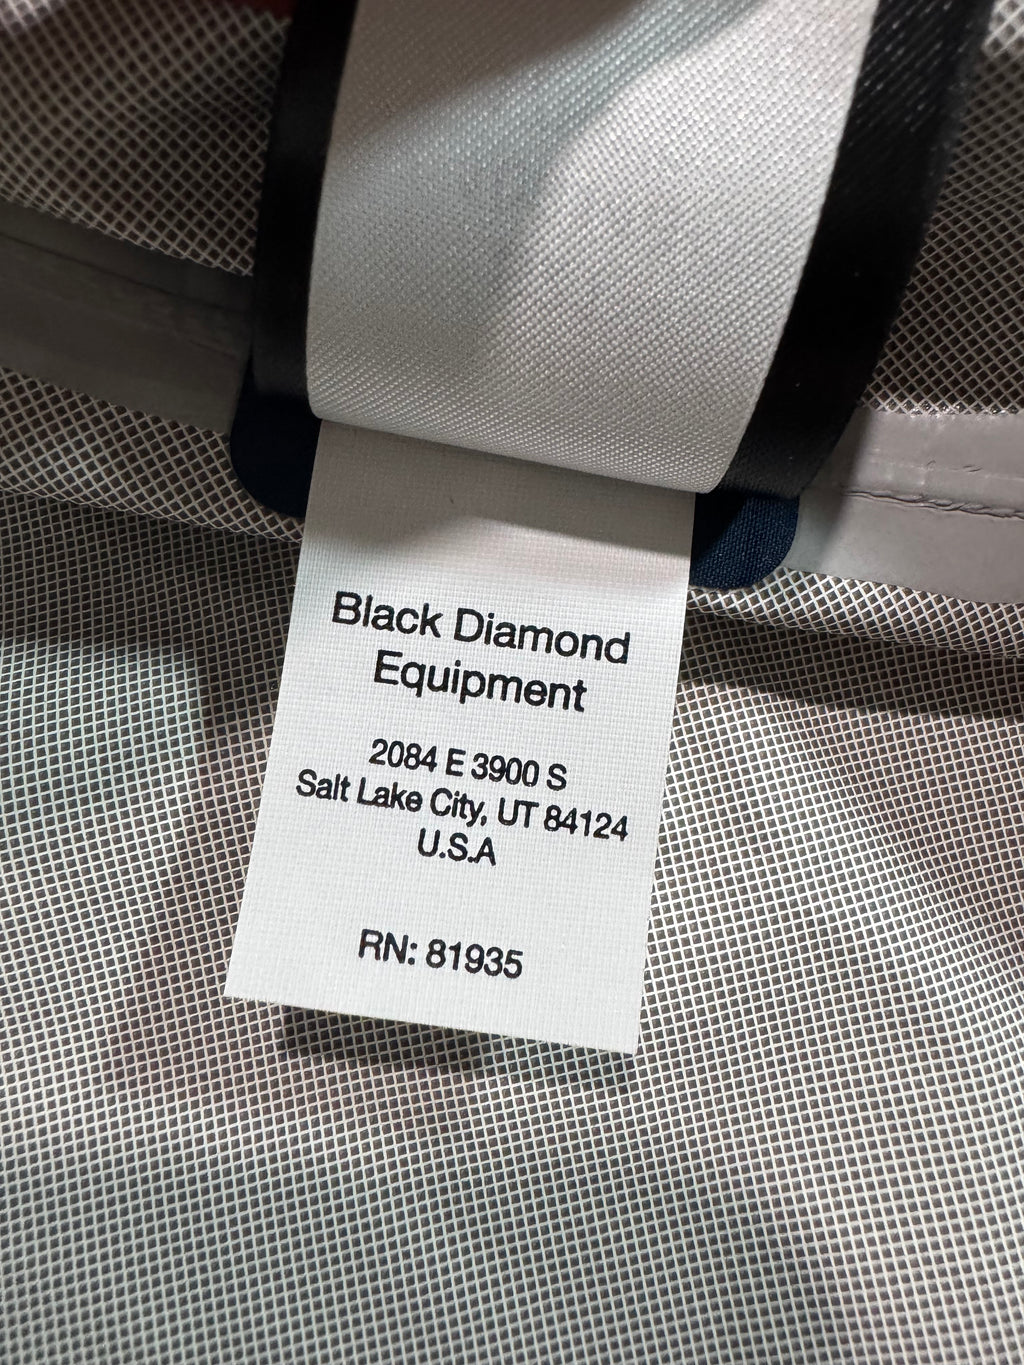 Black Diamond
Equipment
2084 E 3900 S
Salt Lake City, UT 84124
U.S.A
RN: 81935